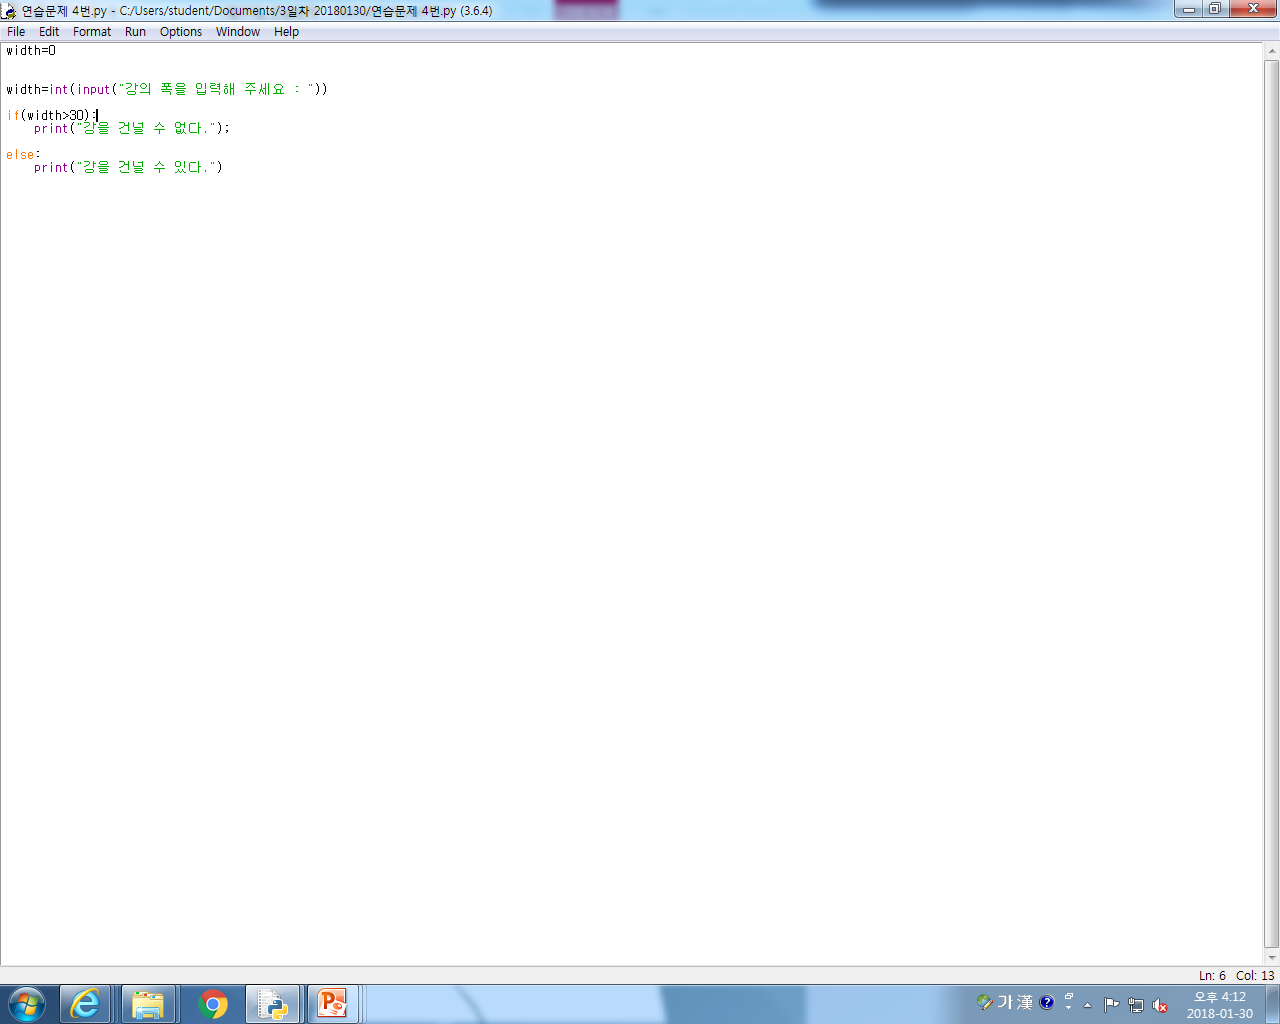 연습문제 4번.py - C:/Users/student/Documents/3일차 20180130/연습문제 4번.py (3.6.4)
File Edit Format Run Options Window Help
width=0
width=int(input("강의 폭을 입력해 주세요 : "))
if(width>30):
print("강을 건널 수 없다.");
else:
print("강을 건널 수 있다.")
Ln: 6 Col: 13
가 漢 오후 4:12
2018-01-30